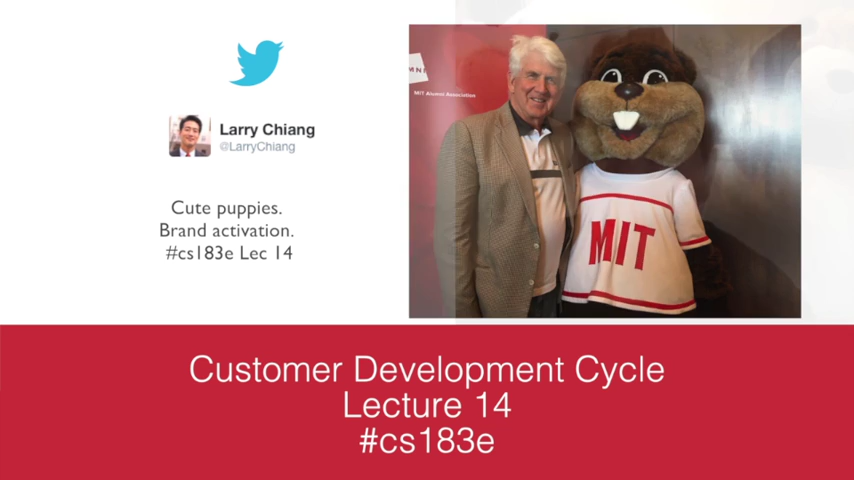 Larry Chiang
@LarryChiang
Cute puppies.
Brand activation.
#cs183e Lec 14
MIT Alumni Association
MIT
Customer Development Cycle
Lecture 14
#cs183e